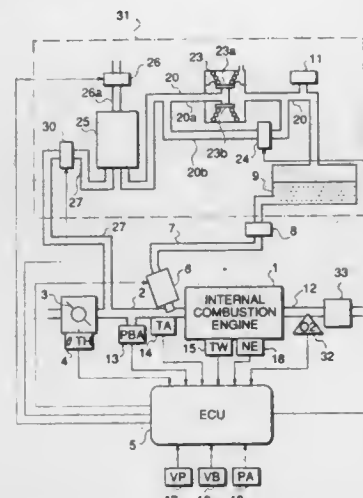 31
23a
23
26
20
11
26a
30
25
20a
20
23b
24
27
20b
9
27
7
8
6
1
3
2
12
33
INTERNAL
COMBUSTION
ENGINE
TA
PBA
O2
TH
4
13
14
15
TW
NE
18
32
ECU
5
VP
VB
PA